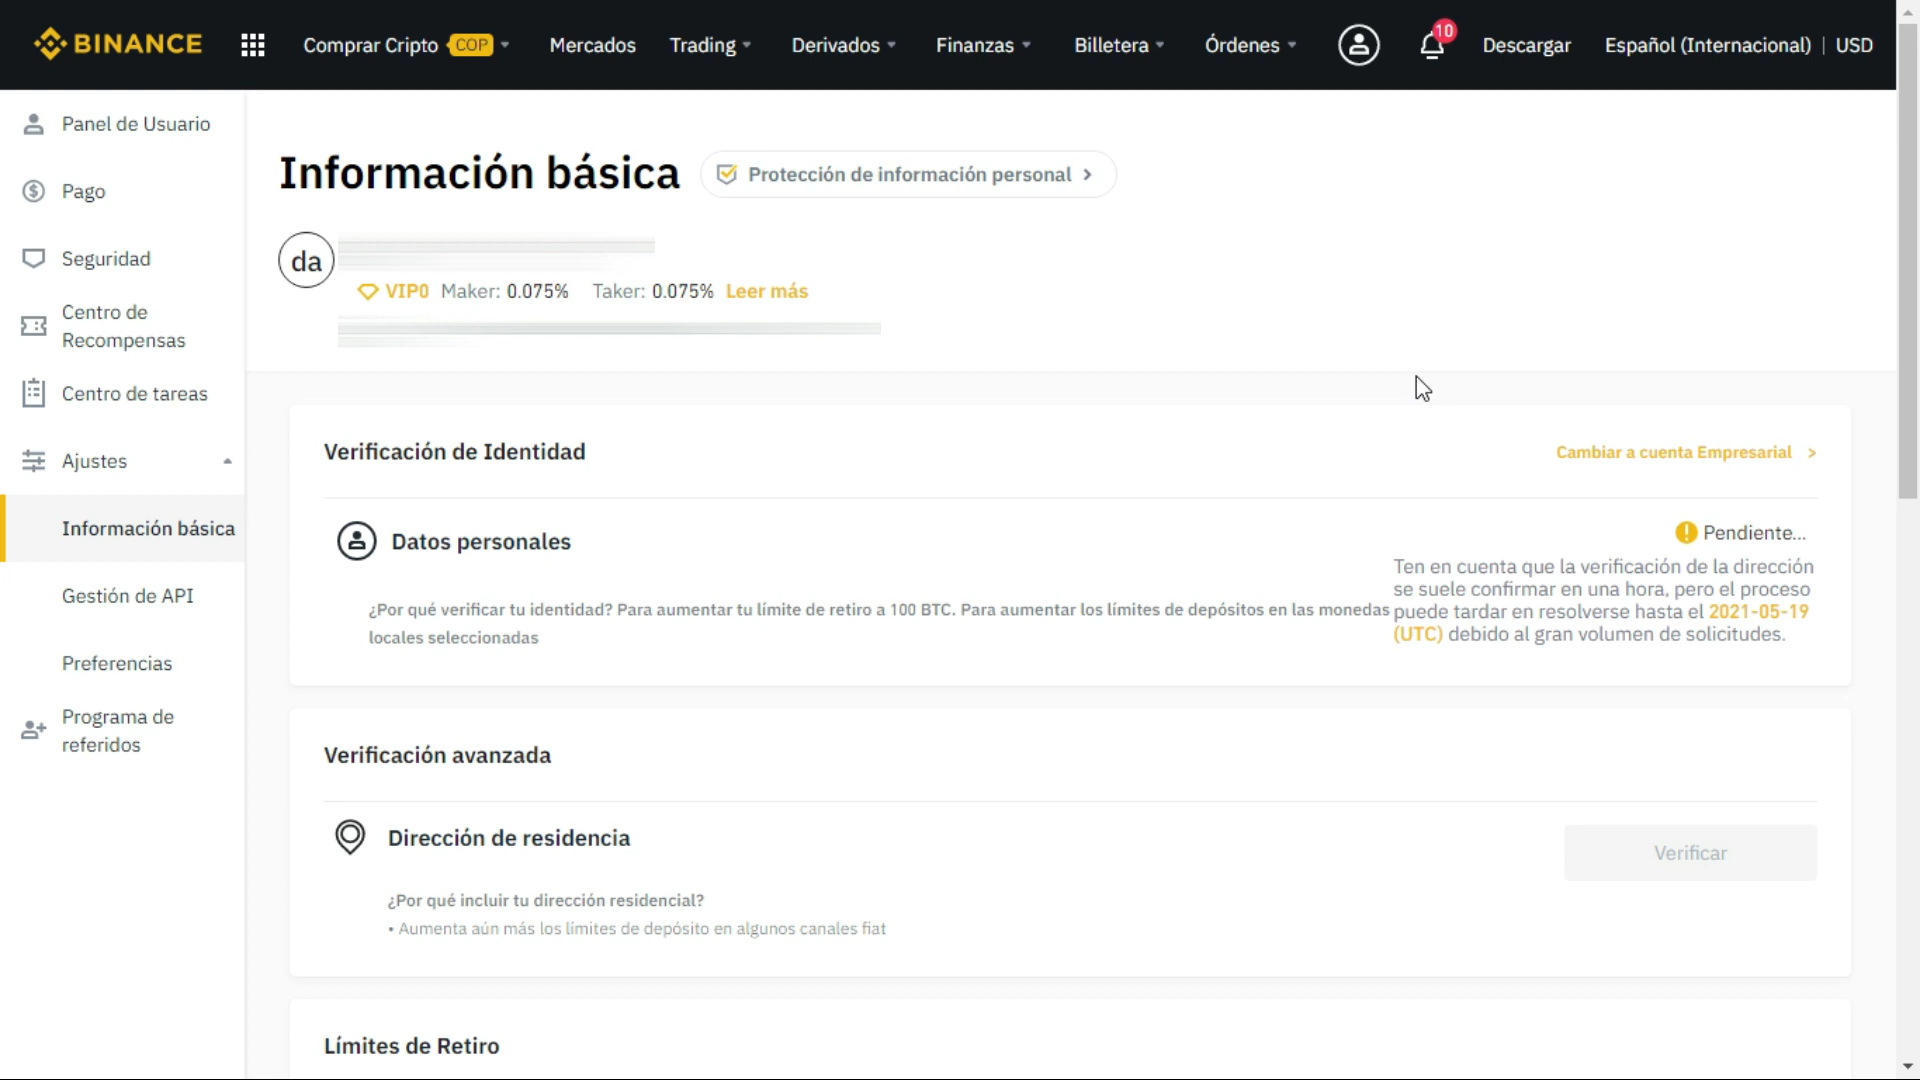 BINANCE
Comprar Cripto COP
Mercados
Trading
Derivados
Finanzas
Billetera
Órdenes
10
Descargar
Español (Internacional) | USD
Panel de Usuario
Pago
Seguridad
Centro de
Recompensas
Centro de tareas
Ajustes
Información básica
Gestión de API
Preferencias
Programa de
referidos
Información básica
Protección de información personal >
da
VIP0 Maker: 0.075% Taker: 0.075% Leer más
Verificación de Identidad
Cambiar a cuenta Empresarial >
Datos personales
¿Por qué verificar tu identidad? Para aumentar tu límite de retiro a 100 BTC. Para aumentar los límites de depósitos en las monedas
locales seleccionadas
! Pendiente...
Ten en cuenta que la verificación de la dirección
se suele confirmar en una hora, pero el proceso
puede tardar en resolverse hasta el 2021-05-19
(UTC) debido al gran volumen de solicitudes.
Verificación avanzada
Dirección de residencia
Verificar
¿Por qué incluir tu dirección residencial?
• Aumenta aún más los límites de depósito en algunos canales fiat
Límites de Retiro